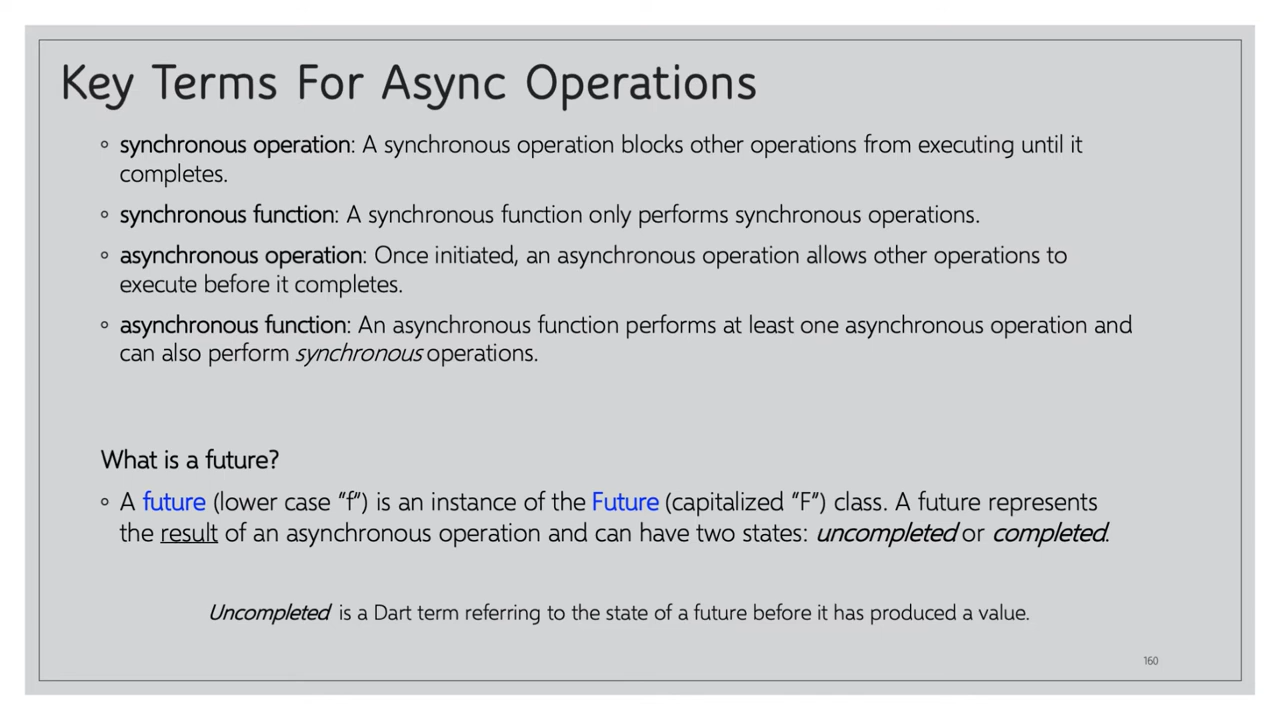 Key Terms For Async Operations
◦ synchronous operation: A synchronous operation blocks other operations from executing until it
completes.
◦ synchronous function: A synchronous function only performs synchronous operations.
◦ asynchronous operation: Once initiated, an asynchronous operation allows other operations to
execute before it completes.
◦ asynchronous function: An asynchronous function performs at least one asynchronous operation and
can also perform synchronous operations.
What is a future?
◦ A future (lower case “f”) is an instance of the Future (capitalized “F”) class. A future represents
the result of an asynchronous operation and can have two states: uncompleted or completed.
Uncompleted is a Dart term referring to the state of a future before it has produced a value.
160